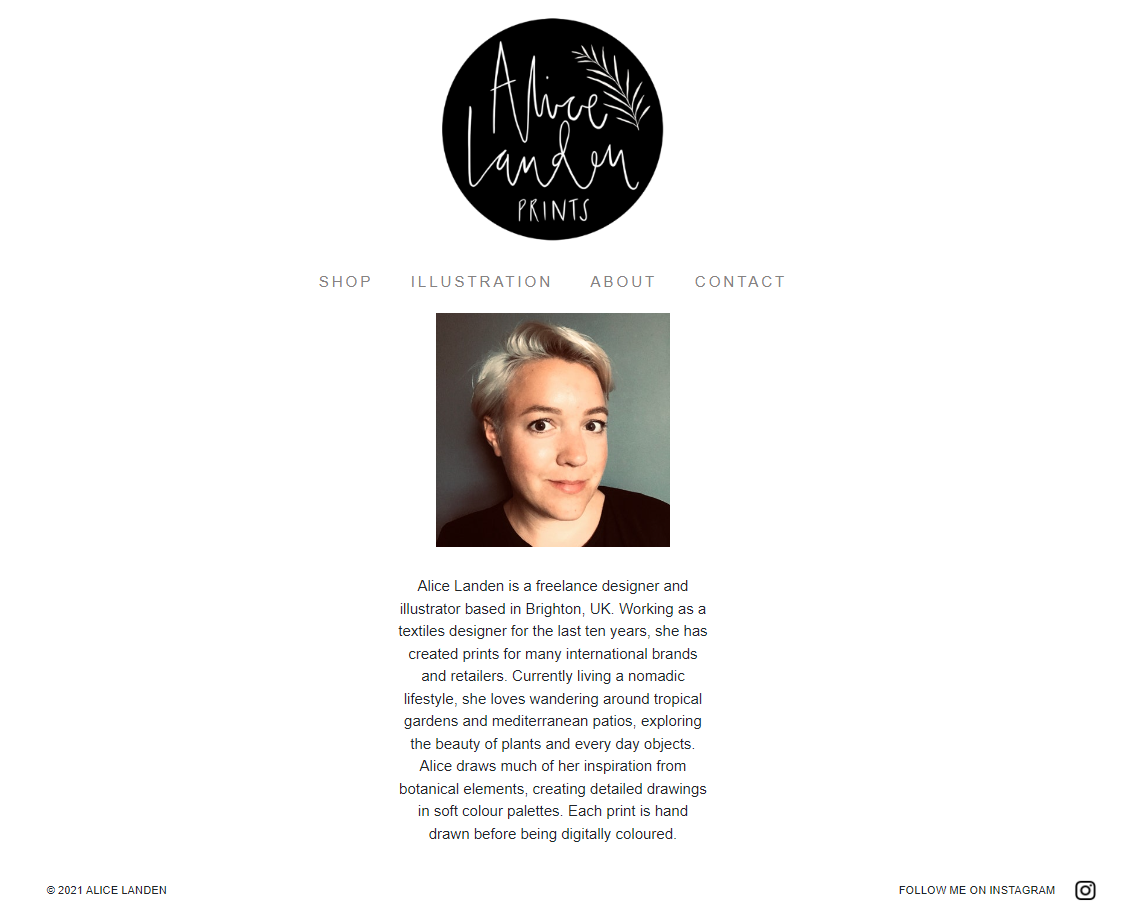 Alice
Landen
PRINTS
SHOP ILLUSTRATION ABOUT CONTACT
Alice Landen is a freelance designer and
illustrator based in Brighton, UK. Working as a
textiles designer for the last ten years, she has
created prints for many international brands
and retailers. Currently living a nomadic
lifestyle, she loves wandering around tropical
gardens and mediterranean patios, exploring
the beauty of plants and every day objects.
Alice draws much of her inspiration from
botanical elements, creating detailed drawings
in soft colour palettes. Each print is hand
drawn before being digitally coloured.
© 2021 ALICE LANDEN
FOLLOW ME ON INSTAGRAM